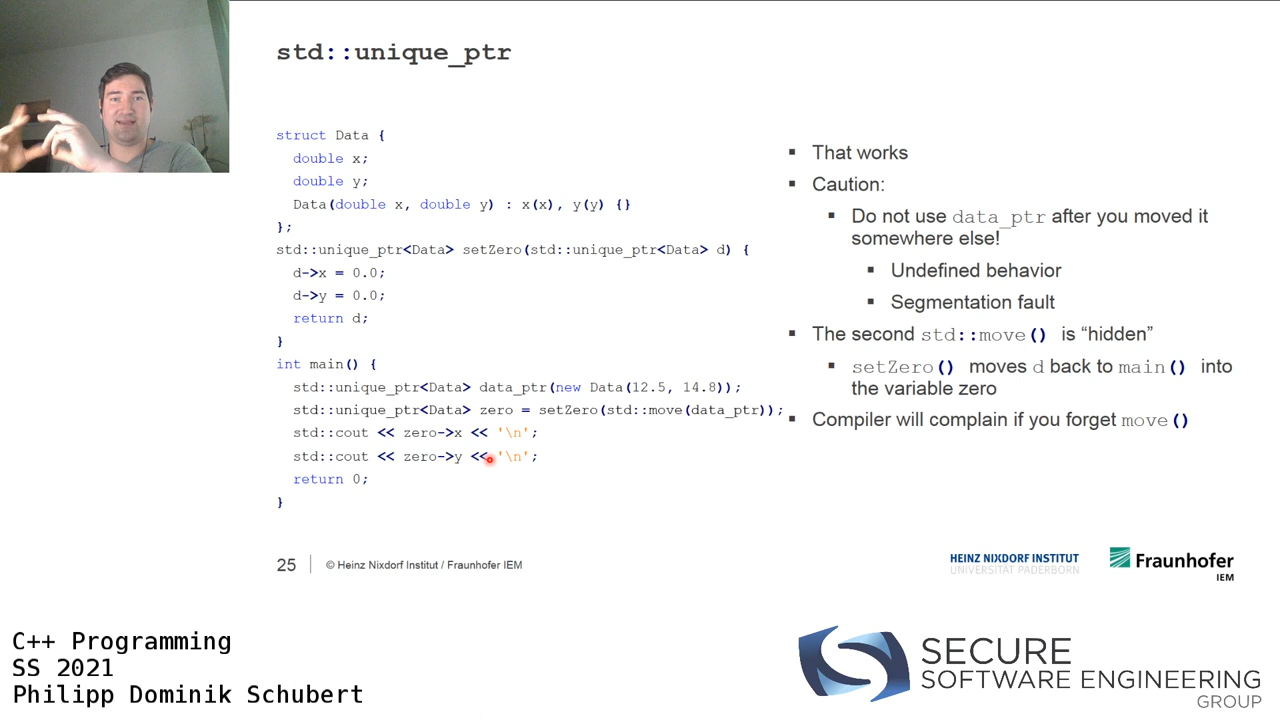 std::unique_ptr
struct Data {
double x;
double y;
Data(double x, double y) : x(x), y(y) {}
};
std::unique_ptr<Data> setZero(std::unique_ptr<Data> d) {
d->x = 0.0;
d->y = 0.0;
return d;
}
int main() {
std::unique_ptr<Data> data_ptr(new Data(12.5, 14.8));
std::unique_ptr<Data> zero = setZero(std::move(data_ptr));
std::cout << zero->x << '\n';
std::cout << zero->y << '\n';
return 0;
}
That works
Caution:
Do not use data_ptr after you moved it
somewhere else!
Undefined behavior
Segmentation fault
The second std::move() is “hidden”
setZero() moves d back to main() into
the variable zero
Compiler will complain if you forget move()
25
© Heinz Nixdorf Institut / Fraunhofer IEM
HEINZ NIXDORF INSTITUT
UNIVERSITÄT PADERBORN
Fraunhofer
IEM
C++ Programming
SS 2021
Philipp Dominik Schubert
SECURE
SOFTWARE ENGINEERING
GROUP